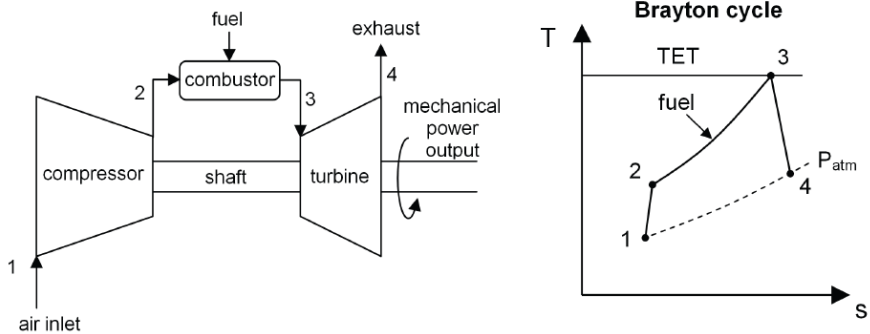 fuel
exhaust
combustor
2
3
4
mechanical
power
output
compressor
shaft
turbine
1
air inlet
Brayton cycle
T
TET
3
fuel
2
P_atm
4
1
s